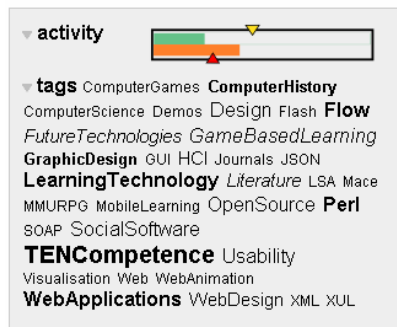 activity
tags ComputerGames ComputerHistory
ComputerScience Demos Design Flash Flow
FutureTechnologies GameBasedLearning
GraphicDesign GUI HCI Journals JSON
LearningTechnology Literature LSA Mace
MMURPG MobileLearning OpenSource Perl
SOAP SocialSoftware
TENCompetence Usability
Visualisation Web WebAnimation
WebApplications WebDesign XML XUL